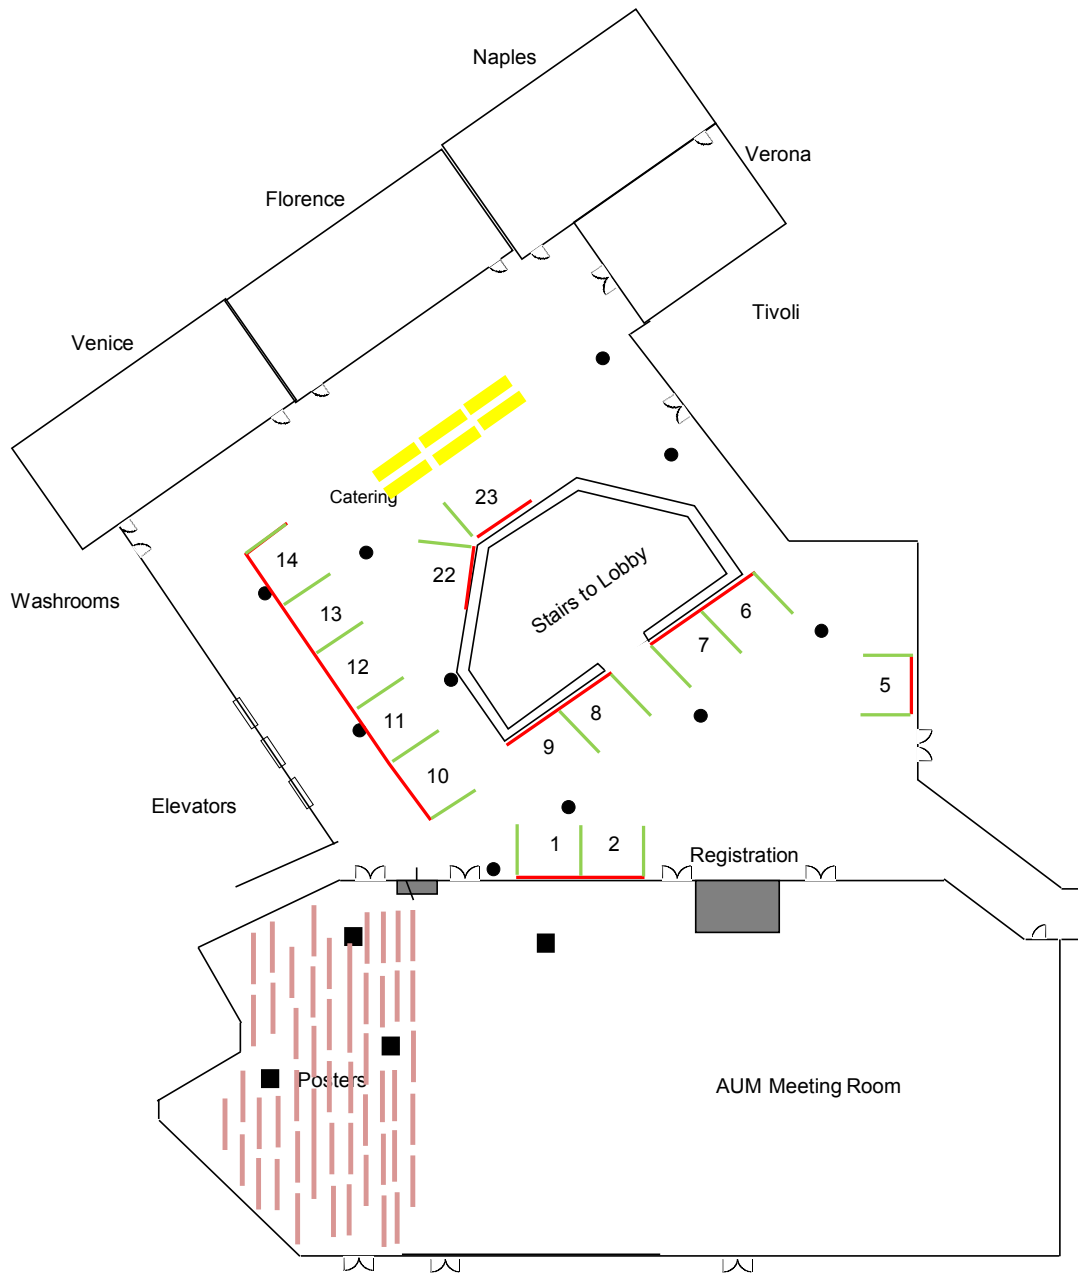 Naples
Verona
Florence
Tivoli
Venice
Catering
23
14
22
Stairs to Lobby
Washrooms
13
6
7
12
5
11
8
9
10
Elevators
1
2
Registration
Posters
AUM Meeting Room